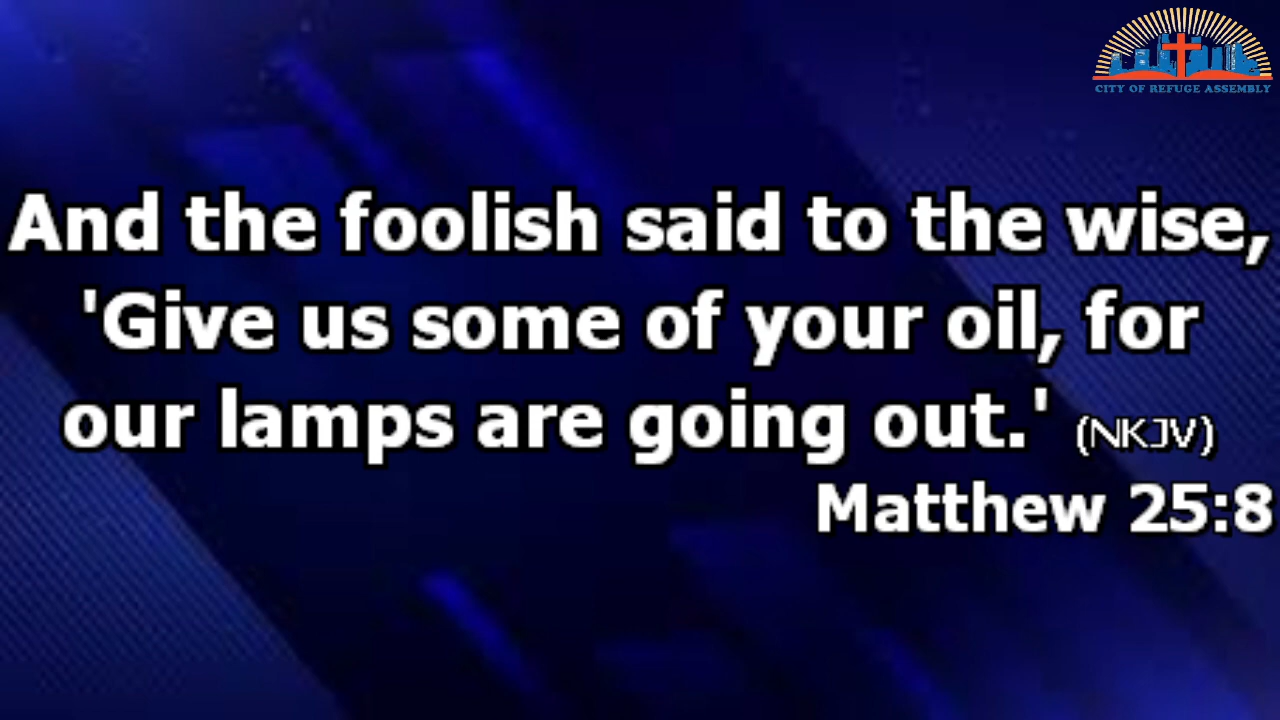 CITY OF REFUGE ASSEMBLY
And the foolish said to the wise,
'Give us some of your oil, for
our lamps are going out.' (NKJV)
Matthew 25:8